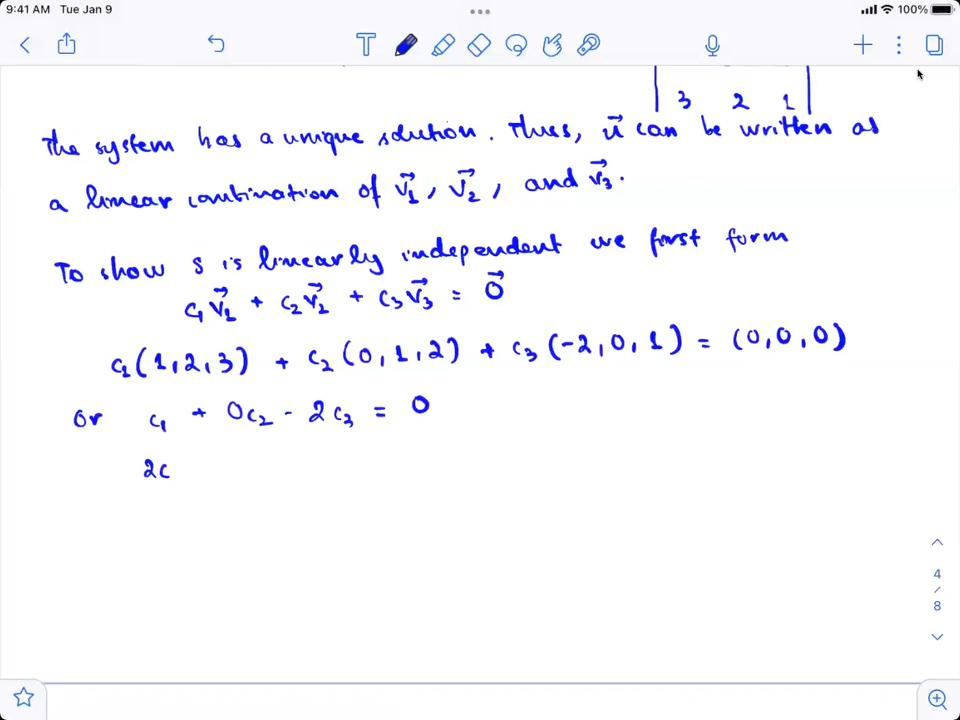 9:41 AM Tue Jan 9
100%
T
3 2 1
The system has a unique solution. Thus, u⃗ can be written as
a linear combination of v⃗₁, v⃗₂, and v⃗₃.
To show S is linearly independent we first form
c₁v⃗₁ + c₂v⃗₂ + c₃v⃗₃ = 0⃗
c₁(1,2,3) + c₂(0,1,2) + c₃(-2,0,1) = (0,0,0)
Or c₁ + 0c₂ - 2c₃ = 0
2c
4
/
8